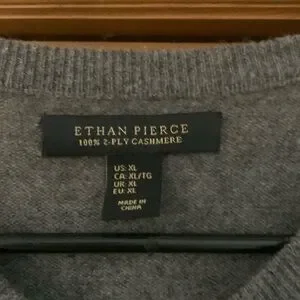 ETHAN PIERCE
100% 2-PLY CASHMERE
US: XL
CA: XL/TG
UK: XL
EU: XL
MADE IN
CHINA